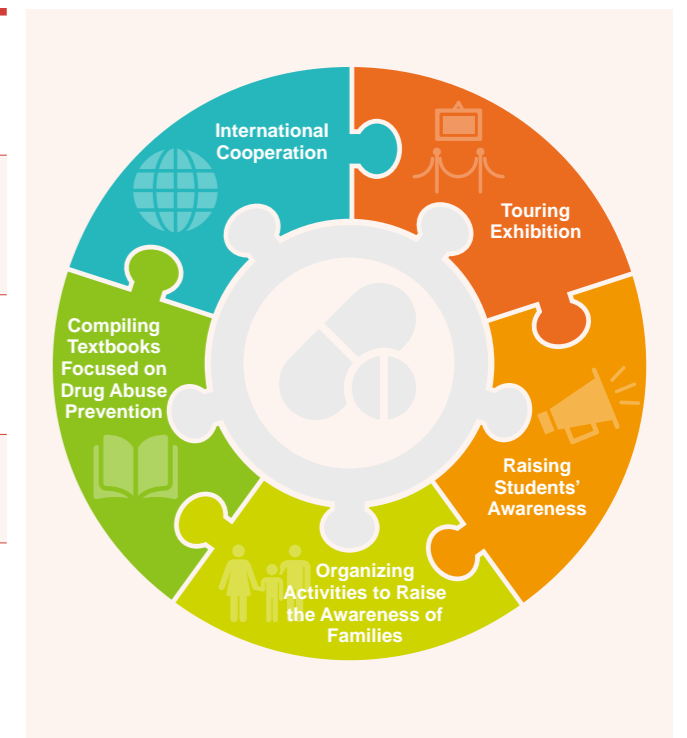 International
Cooperation
Touring
Exhibition
Raising
Students’
Awareness
Organizing
Activities to Raise
the Awareness of
Families
Compiling
Textbooks
Focused on
Drug Abuse
Prevention